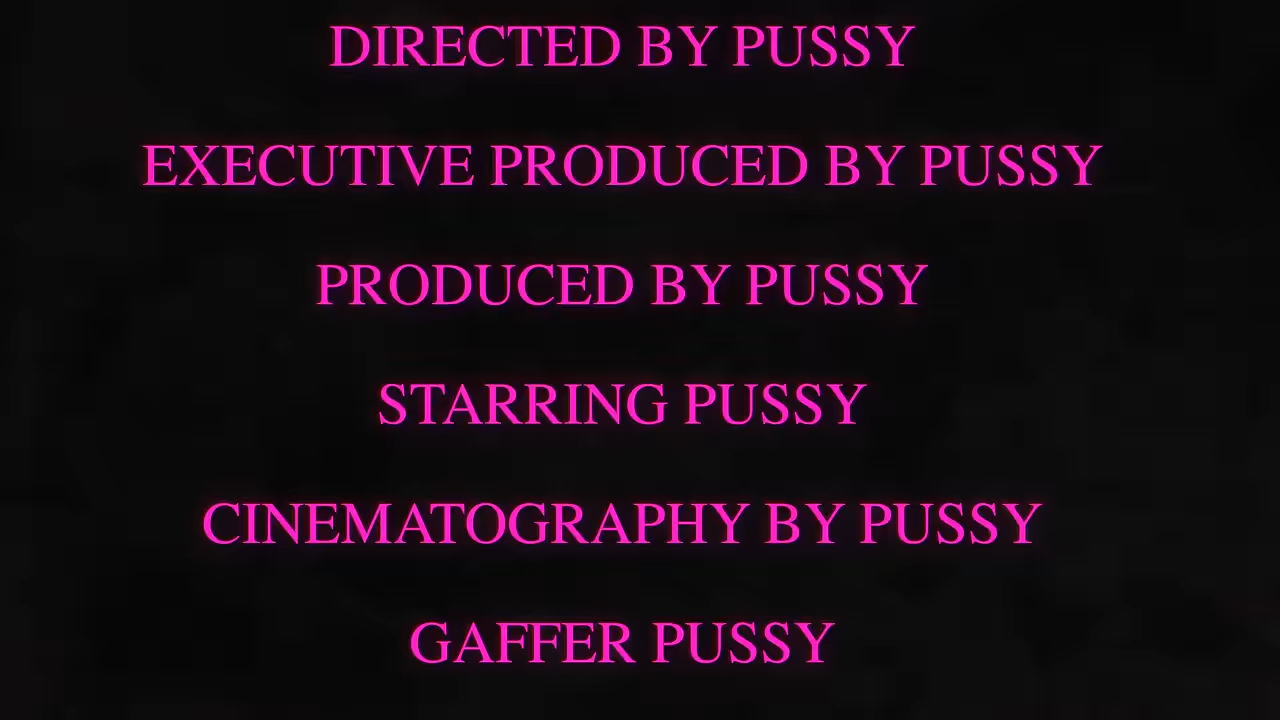 DIRECTED BY PUSSY
EXECUTIVE PRODUCED BY PUSSY
PRODUCED BY PUSSY
STARRING PUSSY
CINEMATOGRAPHY BY PUSSY
GAFFER PUSSY